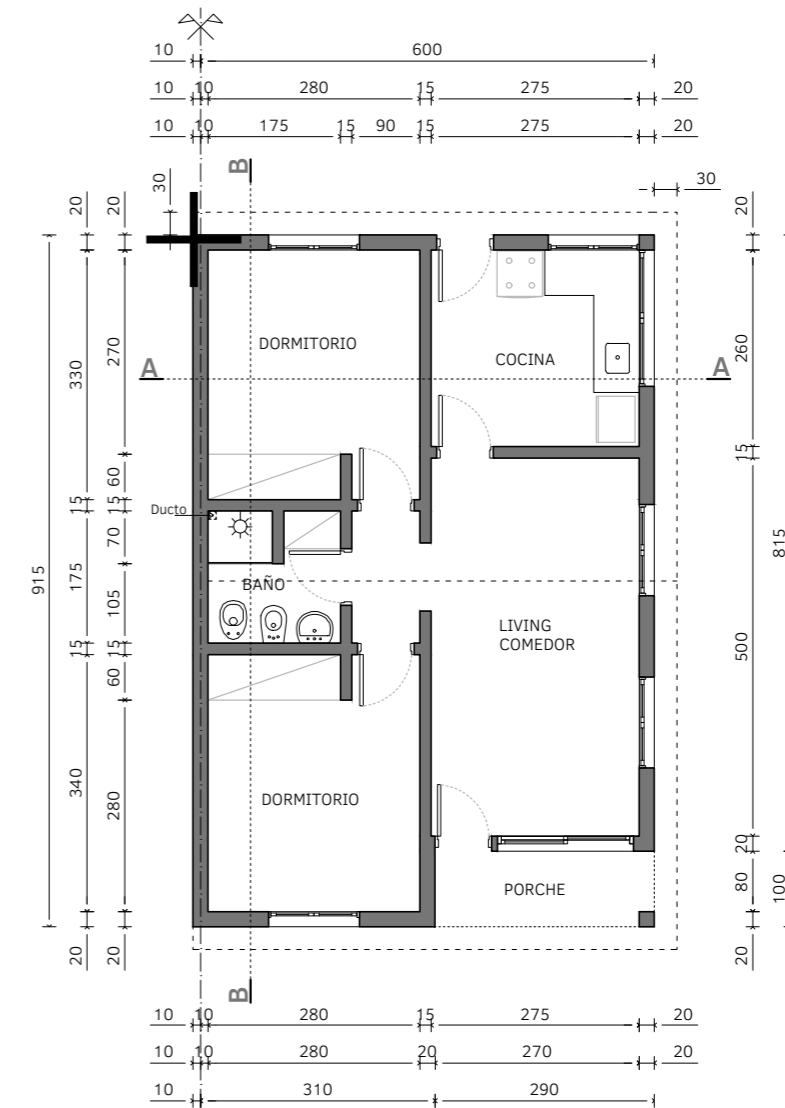 10 600
10 10 280 15 275 20
10 10 175 15 90 15 275 20
B
30
30
20 20 20
330 270 260
DORMITORIO
COCINA
A A
60 15
15 15
Ducto
70
175 BAÑO
915 815
105
LIVING
COMEDOR
500
15 15
60
340 280
DORMITORIO
20
80 100
PORCHE
20 20 20
B
10 10 280 15 275 20
10 10 280 20 270 20
10 310 290